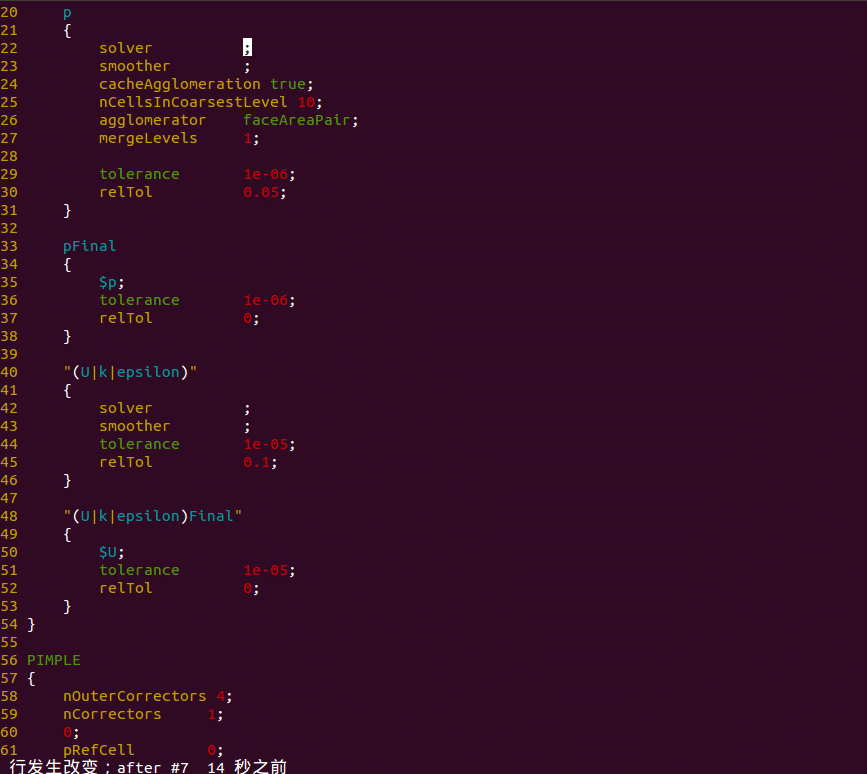 20     p
21     {
22         solver          ;
23         smoother        ;
24         cacheAgglomeration true;
25         nCellsInCoarsestLevel 10;
26         agglomerator    faceAreaPair;
27         mergeLevels     1;
28
29         tolerance       1e-06;
30         relTol          0.05;
31     }
32
33     pFinal
34     {
35         $p;
36         tolerance       1e-06;
37         relTol          0;
38     }
39
40     "(U|k|epsilon)"
41     {
42         solver          ;
43         smoother        ;
44         tolerance       1e-05;
45         relTol          0.1;
46     }
47
48     "(U|k|epsilon)Final"
49     {
50         $U;
51         tolerance       1e-05;
52         relTol          0;
53     }
54 }
55
56 PIMPLE
57 {
58     nOuterCorrectors 4;
59     nCorrectors     1;
60     0;
61     pRefCell        0;
行发生改变；after #7  14 秒之前